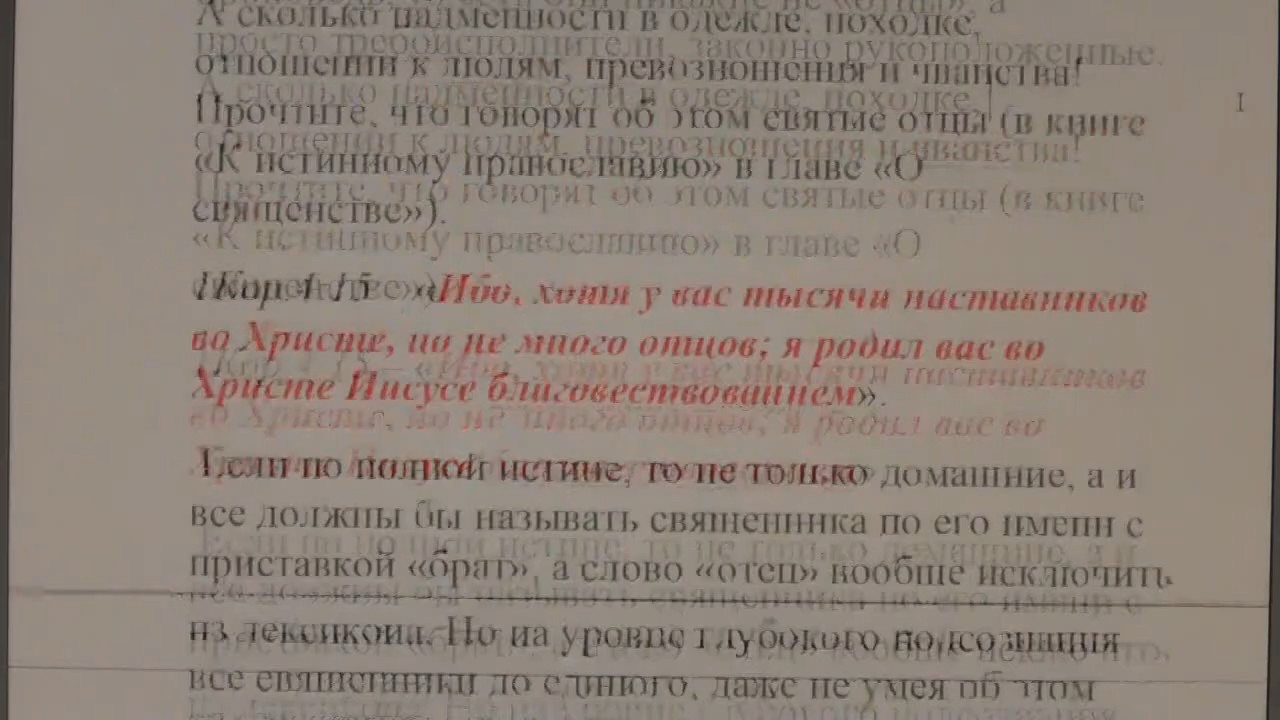 А сколько надменности в одежде, походке,
отношении к людям, превозношения и чванства!
Прочтите, что говорят об этом святые отцы (в книге
«К истинному православию» в главе «О
священстве»).
1Кор.4:15 «Ибо, хотя у вас тысячи наставников
во Христе, но не много отцов; я родил вас во
Христе Иисусе благовествованием».
Если по полной истине, то не только домашние, а и
все должны бы называть священника по его имени с
приставкой «брат», а слово «отец» вообще исключить
из лексикона. Но на уровне глубокого подсознания
все священники до единого, даже не умея об этом